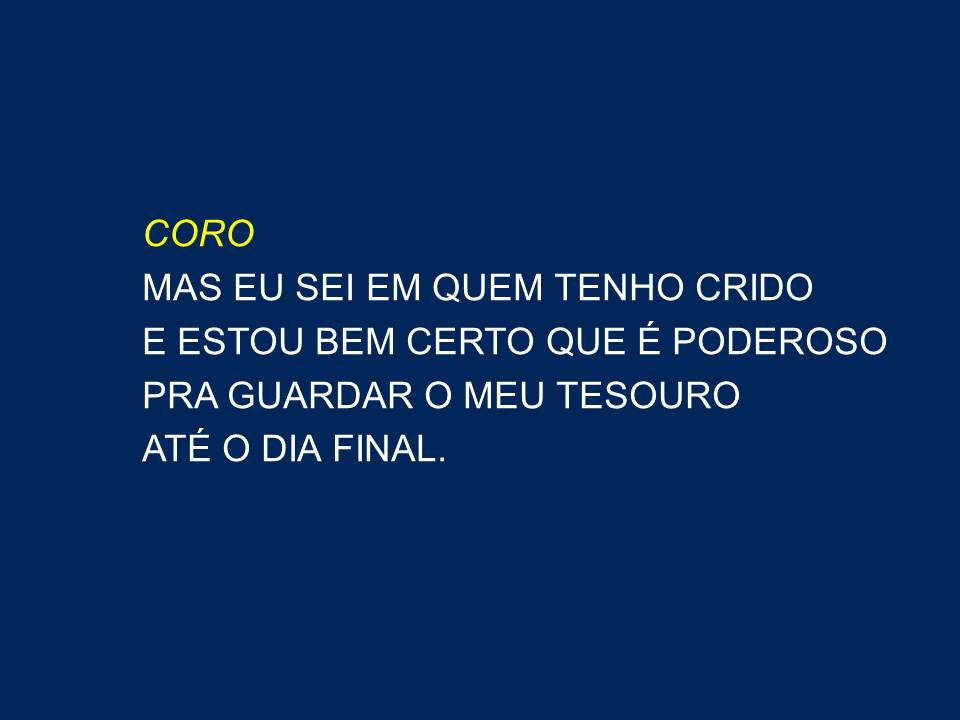 CORO
MAS EU SEI EM QUEM TENHO CRIDO
E ESTOU BEM CERTO QUE É PODEROSO
PRA GUARDAR O MEU TESOURO
ATÉ O DIA FINAL.